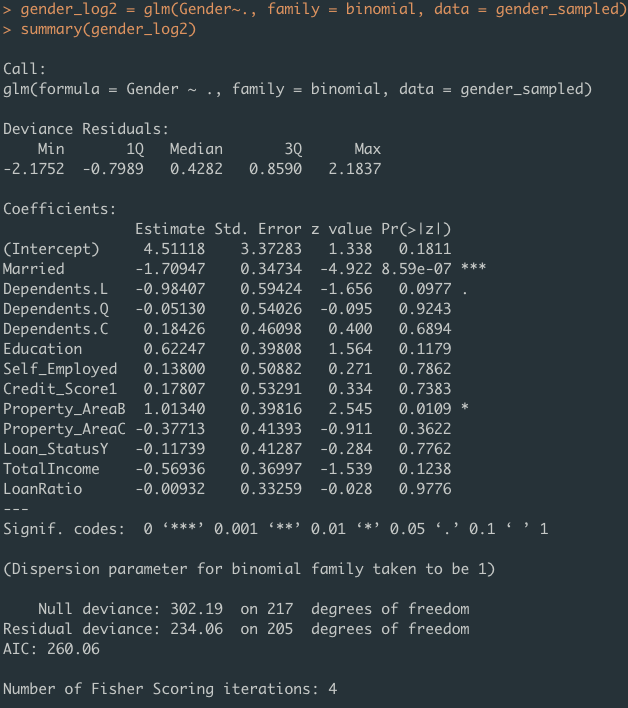 > gender_log2 = glm(Gender~., family = binomial, data = gender_sampled)
> summary(gender_log2)
Call:
glm(formula = Gender ~ ., family = binomial, data = gender_sampled)
Deviance Residuals:
    Min      1Q  Median      3Q     Max
-2.1752 -0.7989  0.4282  0.8590  2.1837
Coefficients:
               Estimate Std. Error z value Pr(>|z|)
(Intercept)     4.51118    3.37283   1.338   0.1811
Married        -1.70947    0.34734  -4.922 8.59e-07 ***
Dependents.L   -0.98407    0.59424  -1.656   0.0977 .
Dependents.Q   -0.05130    0.54026  -0.095   0.9243
Dependents.C    0.18426    0.46098   0.400   0.6894
Education       0.62247    0.39808   1.564   0.1179
Self_Employed   0.13800    0.50882   0.271   0.7862
Credit_Score1   0.17807    0.53291   0.334   0.7383
Property_AreaB  1.01340    0.39816   2.545   0.0109 *
Property_AreaC -0.37713    0.41393  -0.911   0.3622
Loan_StatusY   -0.11739    0.41287  -0.284   0.7762
TotalIncome    -0.56936    0.36997  -1.539   0.1238
LoanRatio      -0.00932    0.33259  -0.028   0.9776
---
Signif. codes:  0 ‘***’ 0.001 ‘**’ 0.01 ‘*’ 0.05 ‘.’ 0.1 ‘ ’ 1
(Dispersion parameter for binomial family taken to be 1)
    Null deviance: 302.19  on 217  degrees of freedom
Residual deviance: 234.06  on 205  degrees of freedom
AIC: 260.06
Number of Fisher Scoring iterations: 4